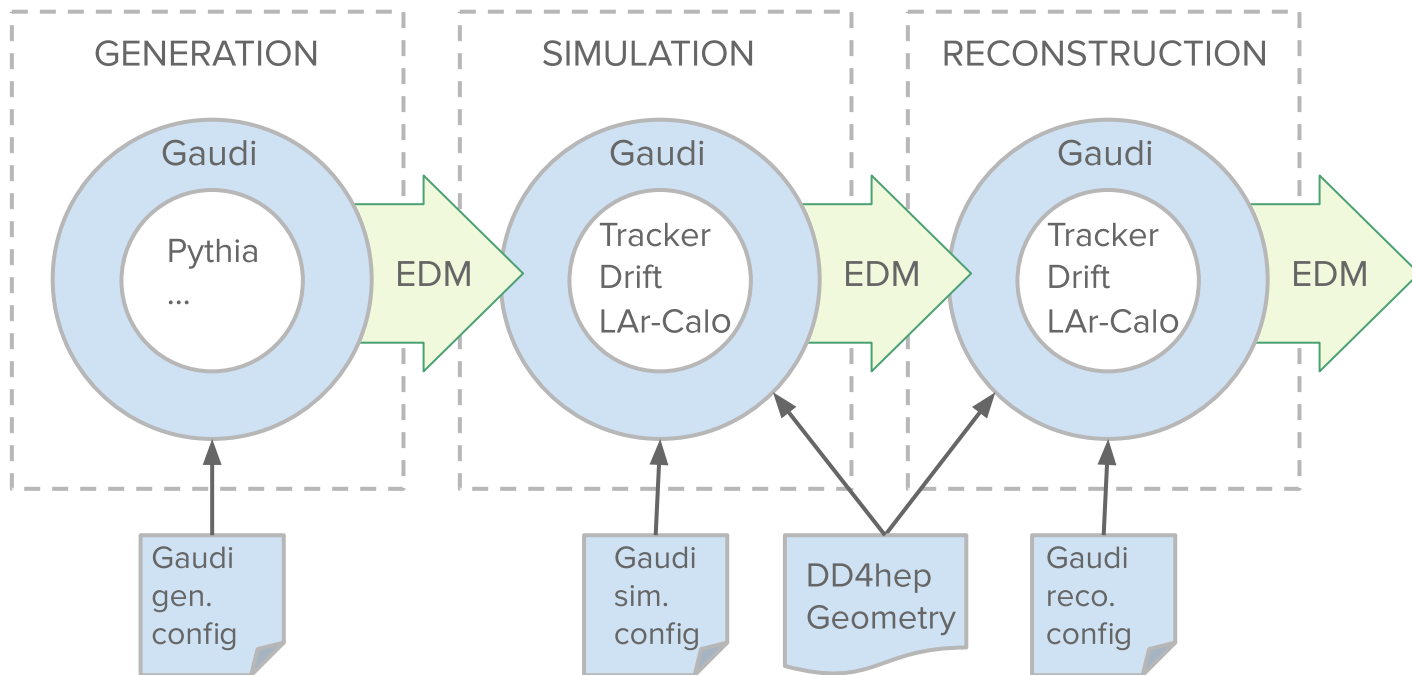 GENERATION
Gaudi
Pythia
...
EDM
Gaudi
gen.
config
SIMULATION
Gaudi
Tracker
Drift
LAr-Calo
EDM
Gaudi
sim.
config
DD4hep
Geometry
RECONSTRUCTION
Gaudi
Tracker
Drift
LAr-Calo
EDM
Gaudi
reco.
config